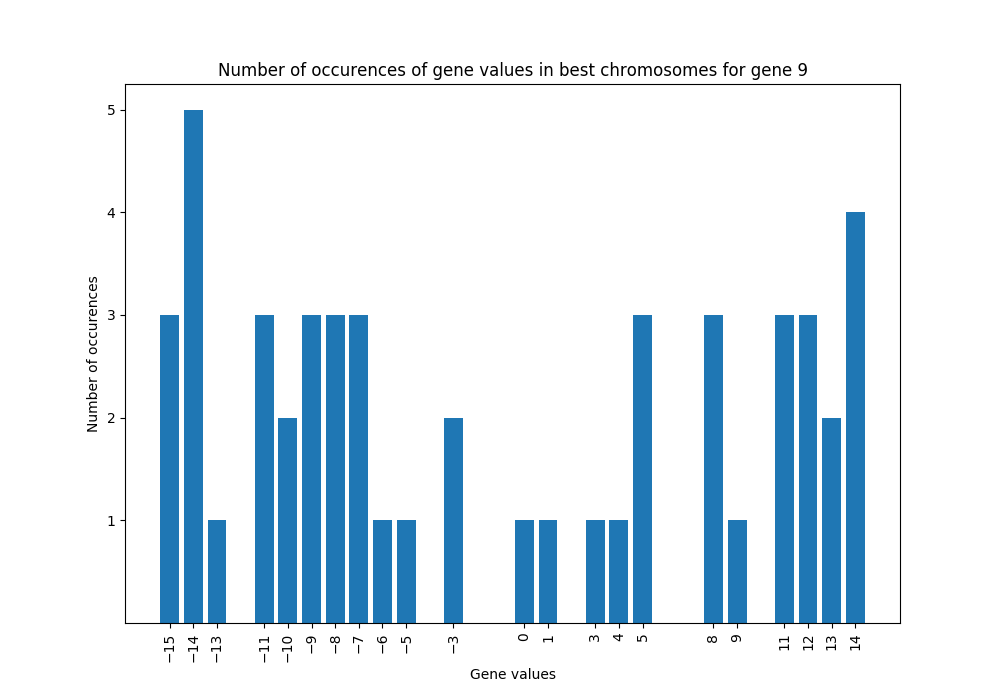 Number of occurences of gene values in best chromosomes for gene 9
Number of occurences
5
4
3
2
1
−15 −14 −13 −11 −10 −9 −8 −7 −6 −5 −3 0 1 3 4 5 8 9 11 12 13 14
Gene values